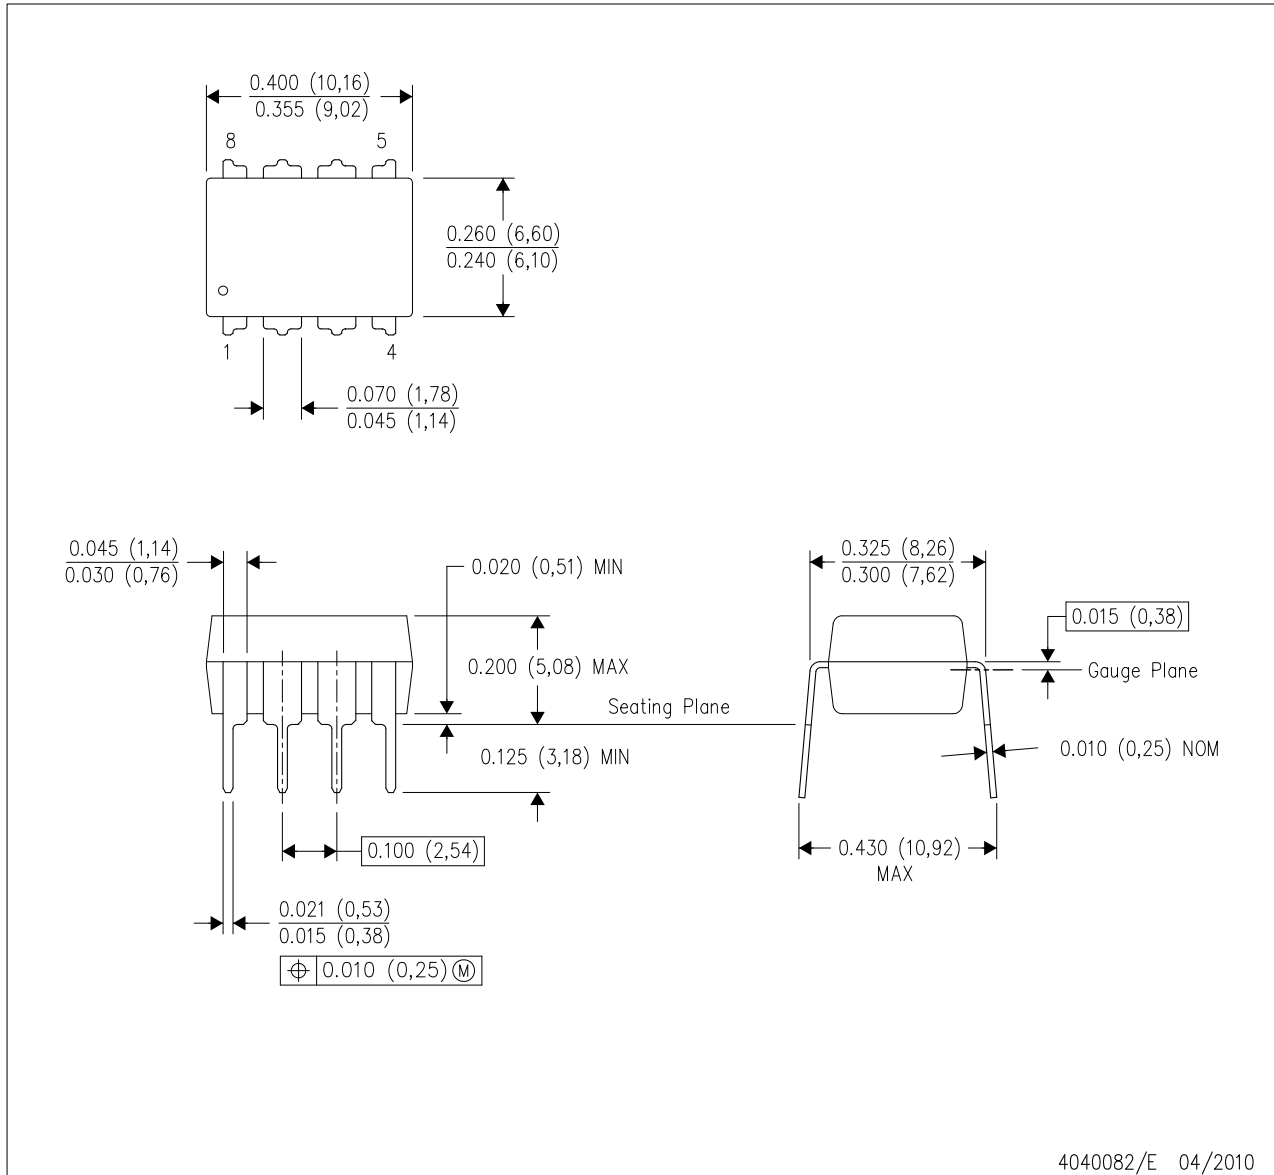 0.400 (10,16)
0.355 (9,02)
8
5
0.260 (6,60)
0.240 (6,10)
1
4
0.070 (1,78)
0.045 (1,14)
0.045 (1,14)
0.030 (0,76)
0.020 (0,51) MIN
0.325 (8,26)
0.300 (7,62)
0.015 (0,38)
0.200 (5,08) MAX
Gauge Plane
Seating Plane
0.125 (3,18) MIN
0.010 (0,25) NOM
0.100 (2,54)
0.430 (10,92)
MAX
0.021 (0,53)
0.015 (0,38)
⌖ 0.010 (0,25) Ⓜ
4040082/E 04/2010